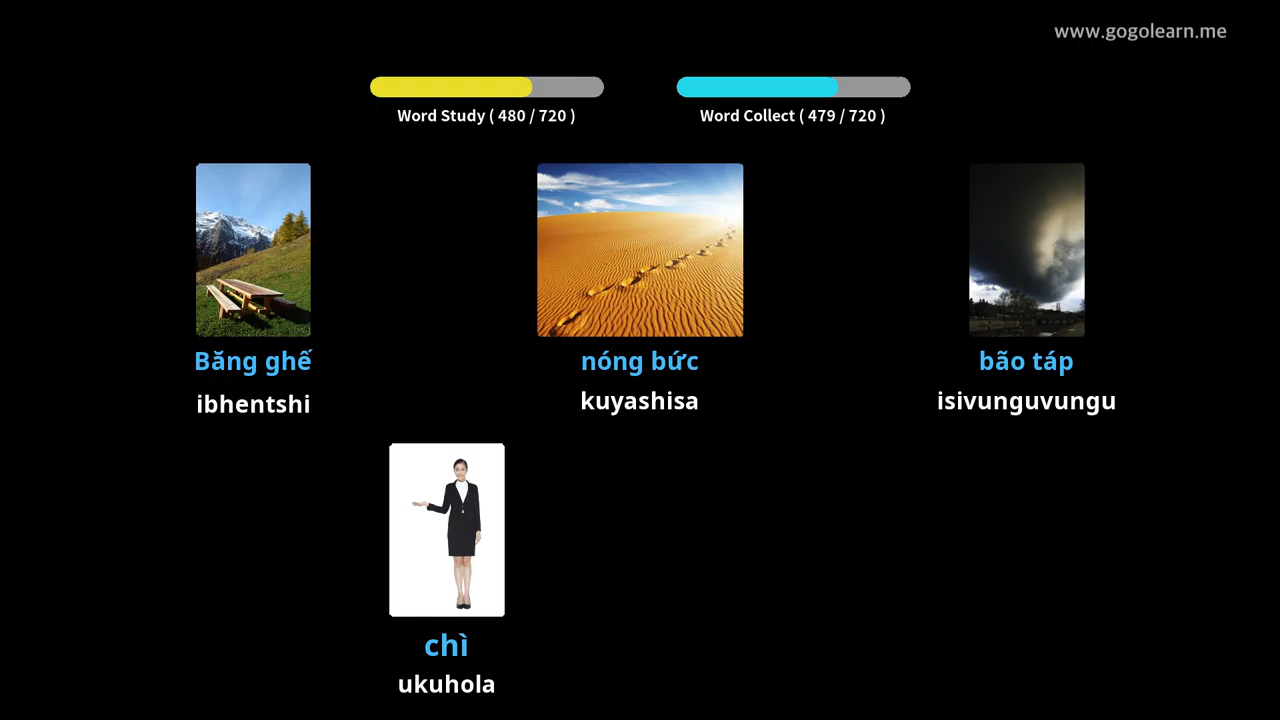 www.gogolearn.me
Word Study ( 480 / 720 )
Word Collect ( 479 / 720 )
Băng ghế
nóng bức
bão táp
ibhentshi
kuyashisa
isivunguvungu
chì
ukuhola